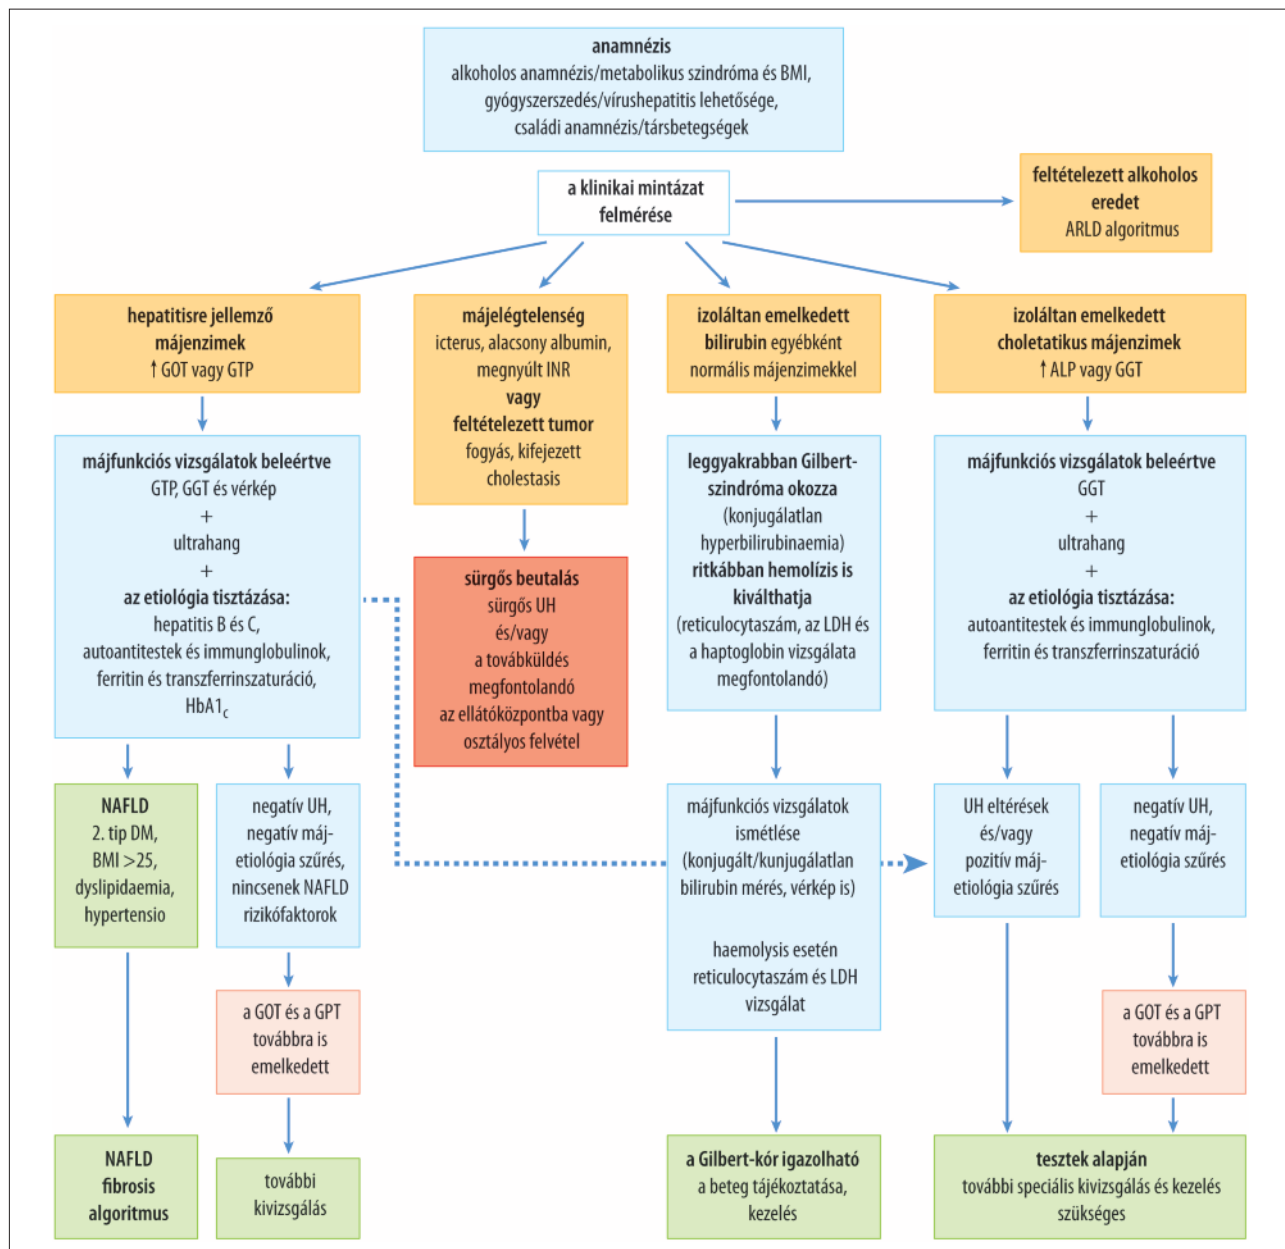 anamnézis
alkoholos anamnézis/metabolikus szindróma és BMI,
gyógyszerszedés/vírushepatitis lehetősége,
családi anamnézis/társbetegségek
a klinikai mintázat
felmérése
feltételezett alkoholos
eredet
ARLD algoritmus
hepatitisre jellemző
májenzimek
↑ GOT vagy GTP
májelégtelenség
icterus, alacsony albumin,
megnyúlt INR
vagy
feltételezett tumor
fogyás, kifejezett
cholestasis
izoláltan emelkedett
bilirubin egyébként
normális májenzimekkel
izoláltan emelkedett
choletatikus májenzimek
↑ ALP vagy GGT
májfunkciós vizsgálatok beleértve
GTP, GGT és vérkép
+
ultrahang
+
az etiológia tisztázása:
hepatitis B és C,
autoantitestek és immunglobulinok,
ferritin és transzferrinszaturáció,
HbA1c
sürgős beutalás
sürgős UH
és/vagy
a továbküldés
megfontolandó
az ellátóközpontba vagy
osztályos felvétel
leggyakrabban Gilbert-
szindróma okozza
(konjugálatlan
hyperbilirubinaemia)
ritkábban hemolízis is
kiválthatja
(reticulocytaszám, az LDH és
a haptoglobin vizsgálata
megfontolandó)
májfunkciós vizsgálatok beleértve
GGT
+
ultrahang
+
az etiológia tisztázása:
autoantitestek és immunglobulinok,
ferritin és transzferrinszaturáció
NAFLD
2. tip DM,
BMI >25,
dyslipidaemia,
hypertensio
negatív UH,
negatív máj-
etiológia szűrés,
nincsenek NAFLD
rizikófaktorok
májfunkciós vizsgálatok
ismétlése
(konjugált/kunjugálatlan
bilirubin mérés, vérkép is)
haemolysis esetén
reticulocytaszám és LDH
vizsgálat
UH eltérések
és/vagy
pozitív máj-
etiológia szűrés
negatív UH,
negatív máj-
etiológia szűrés
a GOT és a GPT
továbbra is
emelkedett
a GOT és a GPT
továbbra is
emelkedett
NAFLD
fibrosis
algoritmus
további
kivizsgálás
a Gilbert-kór igazolható
a beteg tájékoztatása,
kezelés
tesztek alapján
további speciális kivizsgálás és kezelés
szükséges